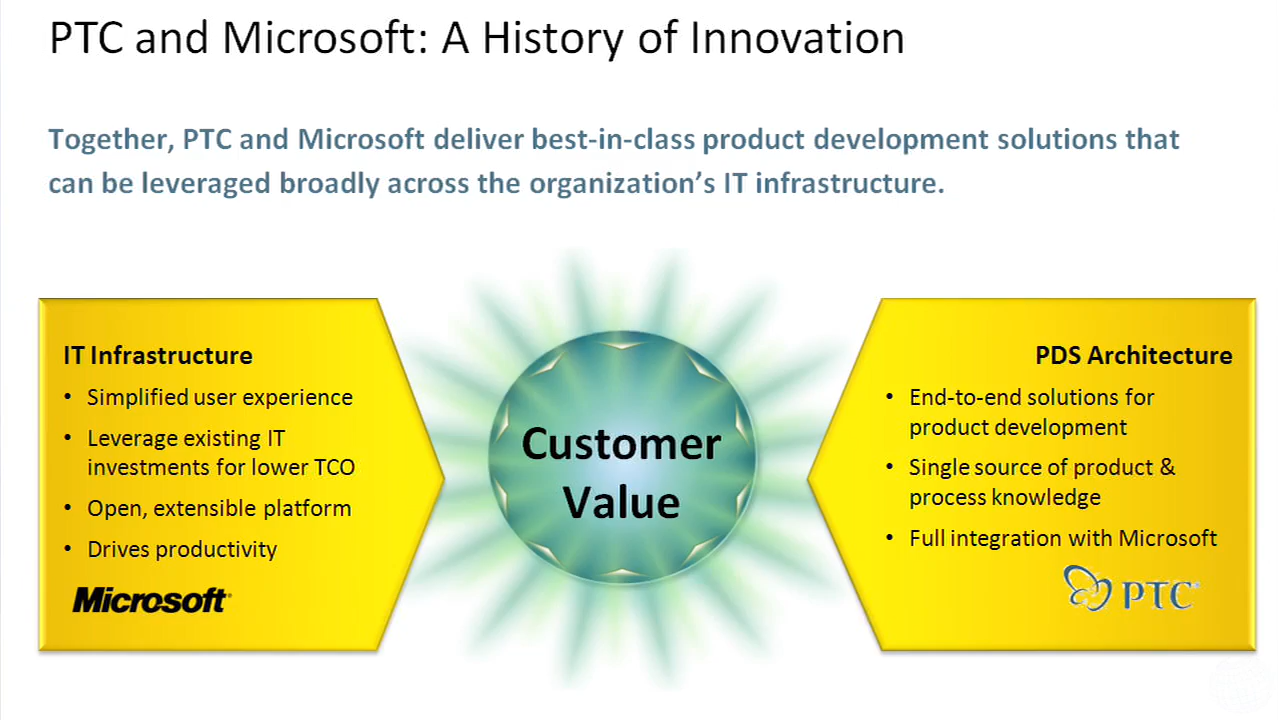 PTC and Microsoft: A History of Innovation
Together, PTC and Microsoft deliver best-in-class product development solutions that
can be leveraged broadly across the organization’s IT infrastructure.
IT Infrastructure
• Simplified user experience
• Leverage existing IT
investments for lower TCO
• Open, extensible platform
• Drives productivity
Microsoft®
Customer
Value
PDS Architecture
• End-to-end solutions for
product development
• Single source of product &
process knowledge
• Full integration with Microsoft
PTC®